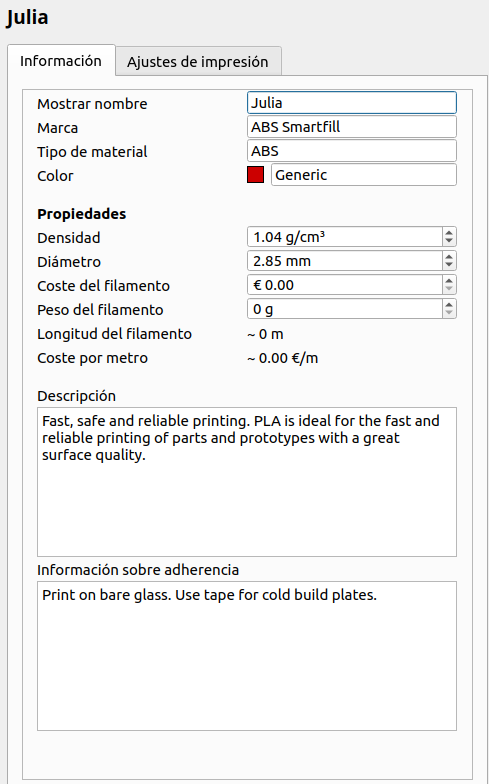 Julia
Información
Ajustes de impresión
Mostrar nombre Julia
Marca ABS Smartfill
Tipo de material ABS
Color Generic
Propiedades
Densidad 1.04 g/cm³
Diámetro 2.85 mm
Coste del filamento € 0.00
Peso del filamento 0 g
Longitud del filamento ~ 0 m
Coste por metro ~ 0.00 €/m
Descripción
Fast, safe and reliable printing. PLA is ideal for the fast and
reliable printing of parts and prototypes with a great
surface quality.
Información sobre adherencia
Print on bare glass. Use tape for cold build plates.